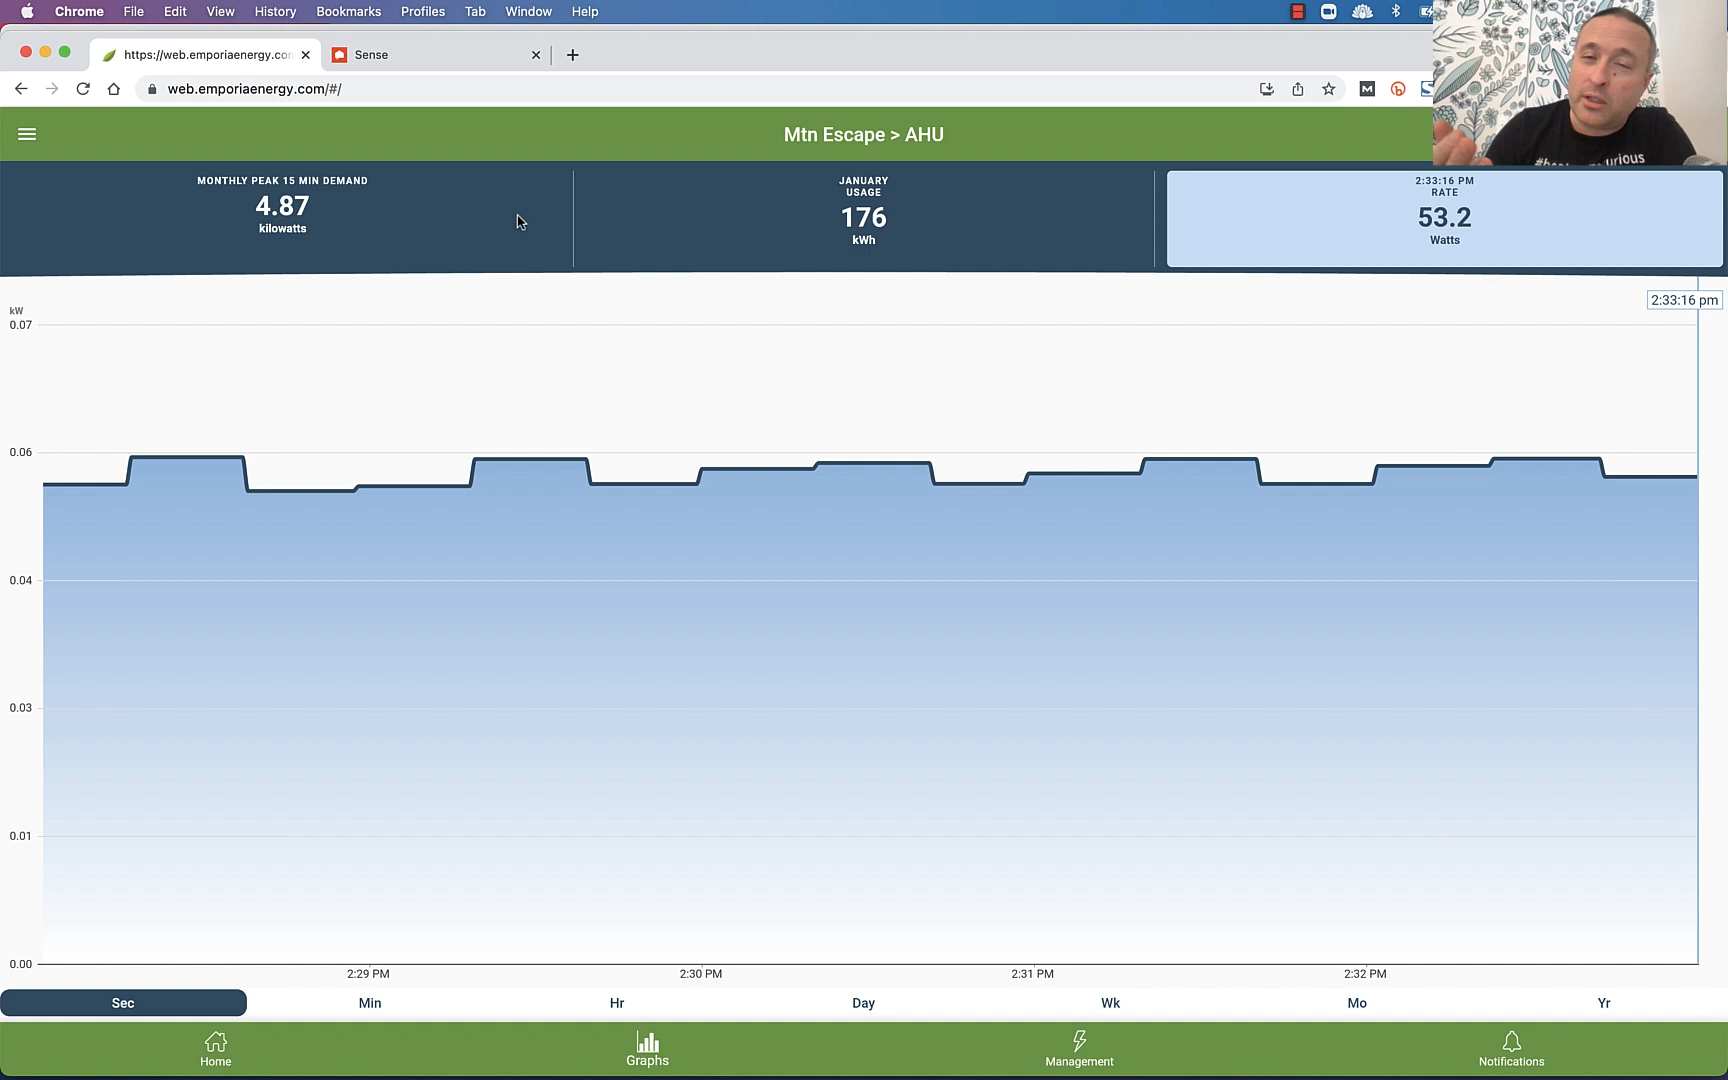 Chrome File Edit View History Bookmarks Profiles Tab Window Help
https://web.emporiaenergy.con
Sense
web.emporiaenergy.com/#/
Mtn Escape > AHU
MONTHLY PEAK 15 MIN DEMAND
4.87
kilowatts
JANUARY
USAGE
176
kWh
2:33:16 PM
RATE
53.2
Watts
2:33:16 pm
kW
0.07
0.06
0.04
0.03
0.01
0.00
2:29 PM 2:30 PM 2:31 PM 2:32 PM
Sec Min Hr Day Wk Mo Yr
Home Graphs Management Notifications